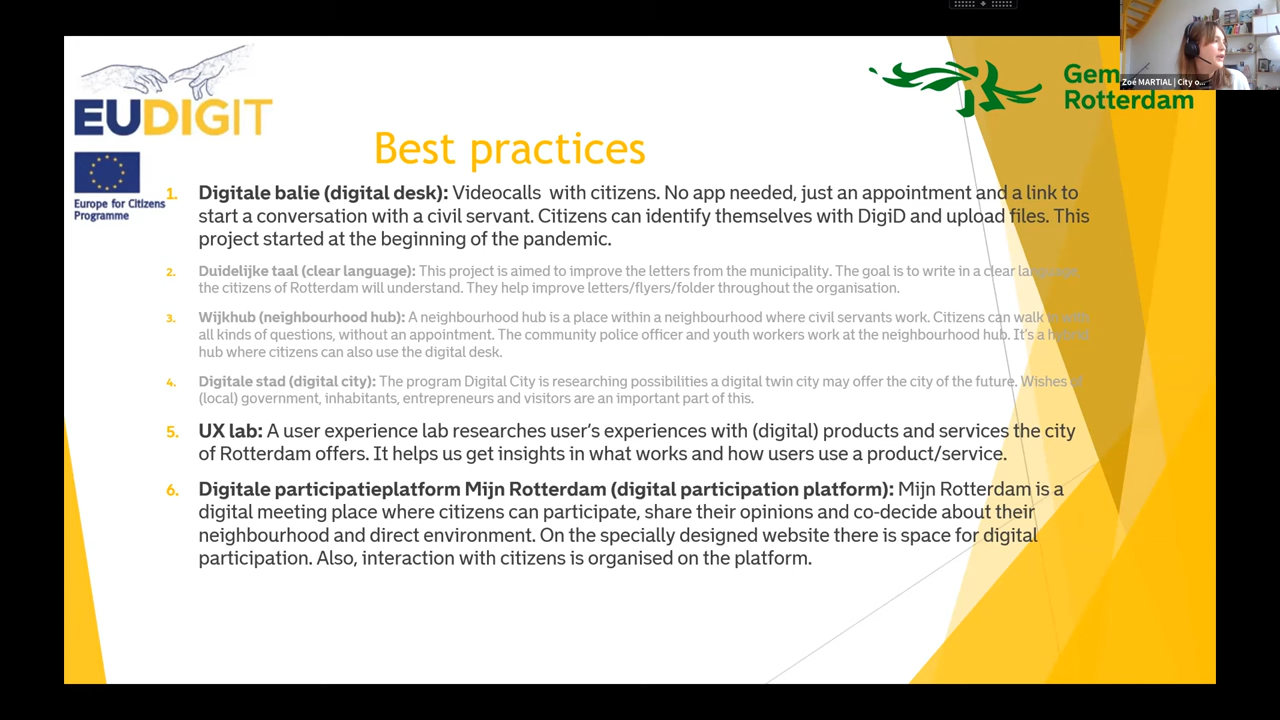 EUDIGIT
Europe for Citizens
Programme
Gem
Rotterdam
Zoé MARTIAL | City o...
Best practices
1. Digitale balie (digital desk): Videocalls with citizens. No app needed, just an appointment and a link to
start a conversation with a civil servant. Citizens can identify themselves with DigiD and upload files. This
project started at the beginning of the pandemic.
2. Duidelijke taal (clear language): This project is aimed to improve the letters from the municipality. The goal is to write in a clear language
the citizens of Rotterdam will understand. They help improve letters/flyers/folder throughout the organisation.
3. Wijkhub (neighbourhood hub): A neighbourhood hub is a place within a neighbourhood where civil servants work. Citizens can walk in with
all kinds of questions, without an appointment. The community police officer and youth workers work at the neighbourhood hub. It's a
hub where citizens can also use the digital desk.
4. Digitale stad (digital city): The program Digital City is researching possibilities a digital twin city may offer the city of the future. Wishes of
(local) government, inhabitants, entrepreneurs and visitors are an important part of this.
5. UX lab: A user experience lab researches user's experiences with (digital) products and services the city
of Rotterdam offers. It helps us get insights in what works and how users use a product/service.
6. Digitale participatieplatform Mijn Rotterdam (digital participation platform): Mijn Rotterdam is a
digital meeting place where citizens can participate, share their opinions and co-decide about their
neighbourhood and direct environment. On the specially designed website there is space for digital
participation. Also, interaction with citizens is organised on the platform.